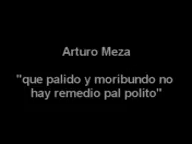 Arturo Meza
"que palido y moribundo no
hay remedio pal polito"